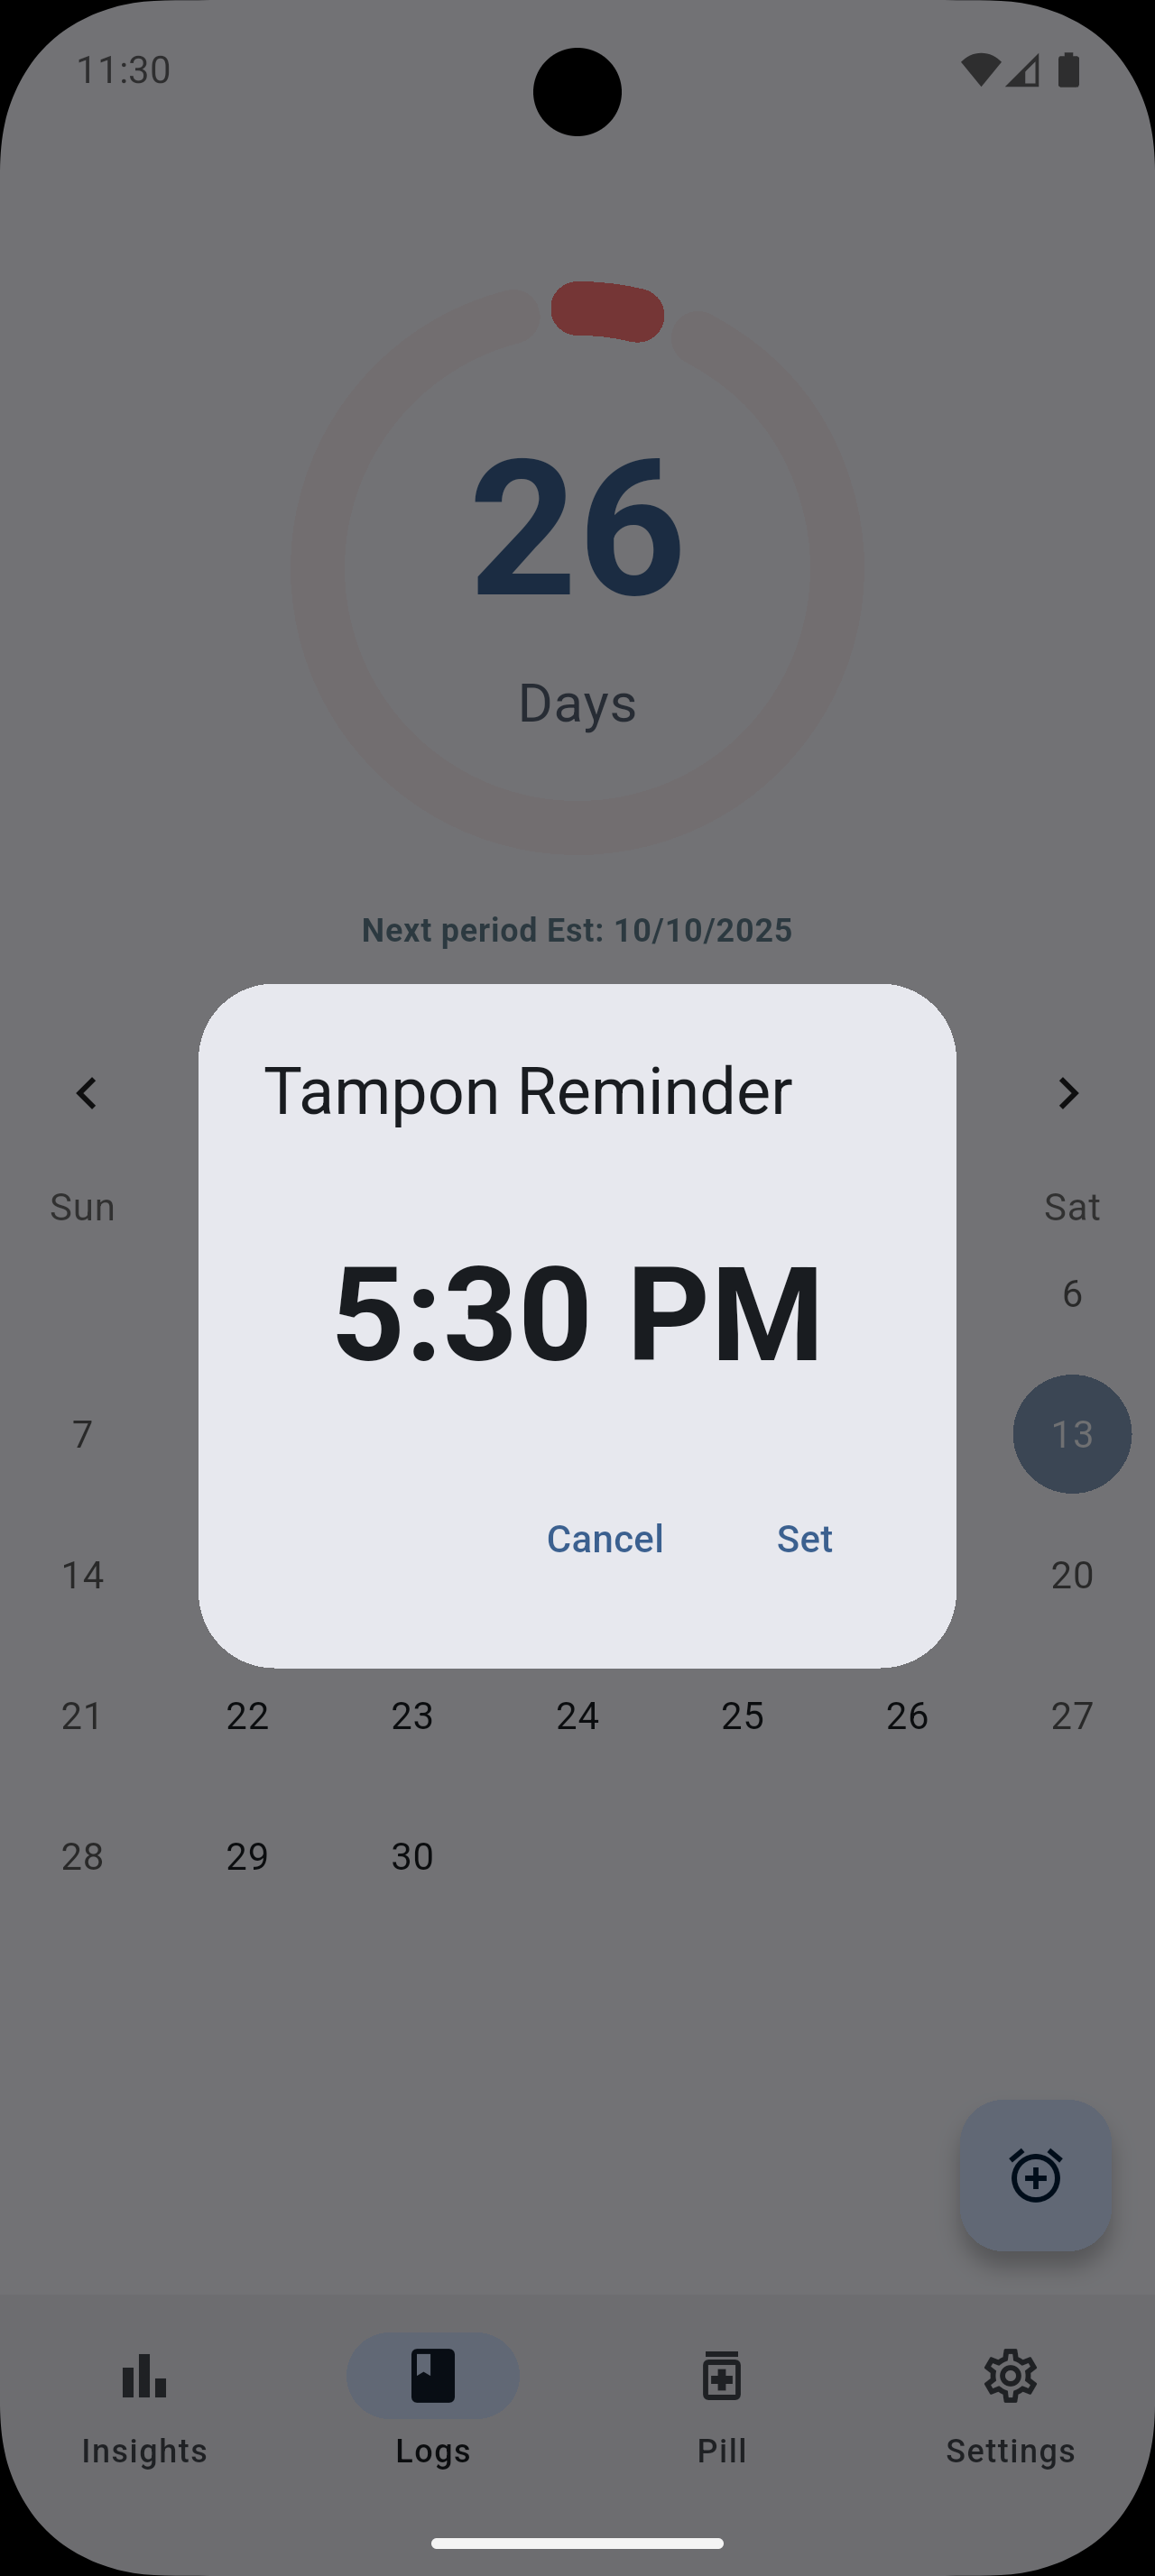 11:30
26
Days
Next period Est: 10/10/2025
Tampon Reminder
Sun
Sat
5:30 PM
6
7
13
Cancel Set
14
20
21 22 23 24 25 26 27
28 29 30
Insights Logs Pill Settings